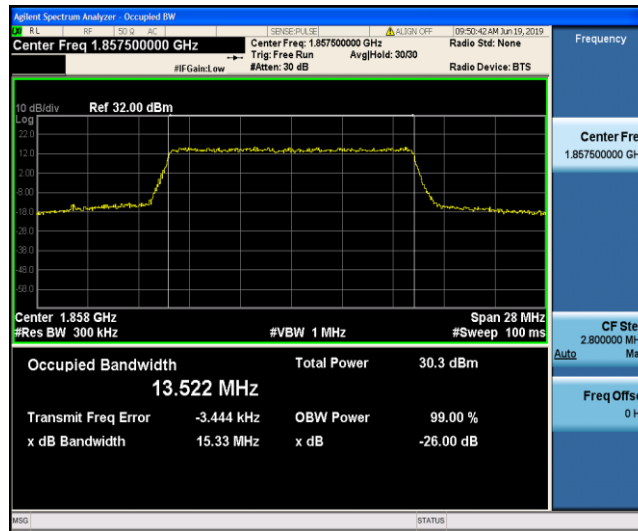 Agilent Spectrum Analyzer - Occupied BW
RL RF 50 Ω AC SENSE:PULSE ALIGN OFF 09:50:42 AM Jun 19, 2019
Center Freq 1.857500000 GHz
Center Freq: 1.857500000 GHz
Radio Std: None
Trig: Free Run Avg|Hold: 30/30
#IFGain:Low #Atten: 30 dB Radio Device: BTS
10 dB/div Ref 32.00 dBm
Log
22.0
12.0
2.00
-8.00
-18.0
-28.0
-38.0
-48.0
-58.0
Center 1.858 GHz Span 28 MHz
#Res BW 300 kHz #VBW 1 MHz #Sweep 100 ms
Occupied Bandwidth Total Power 30.3 dBm
13.522 MHz
Transmit Freq Error -3.444 kHz OBW Power 99.00 %
x dB Bandwidth 15.33 MHz x dB -26.00 dB
MSG STATUS
Frequency
Center Fre
1.857500000 GH
CF Ste
2.800000 MH
Auto Ma
Freq Offse
0 H